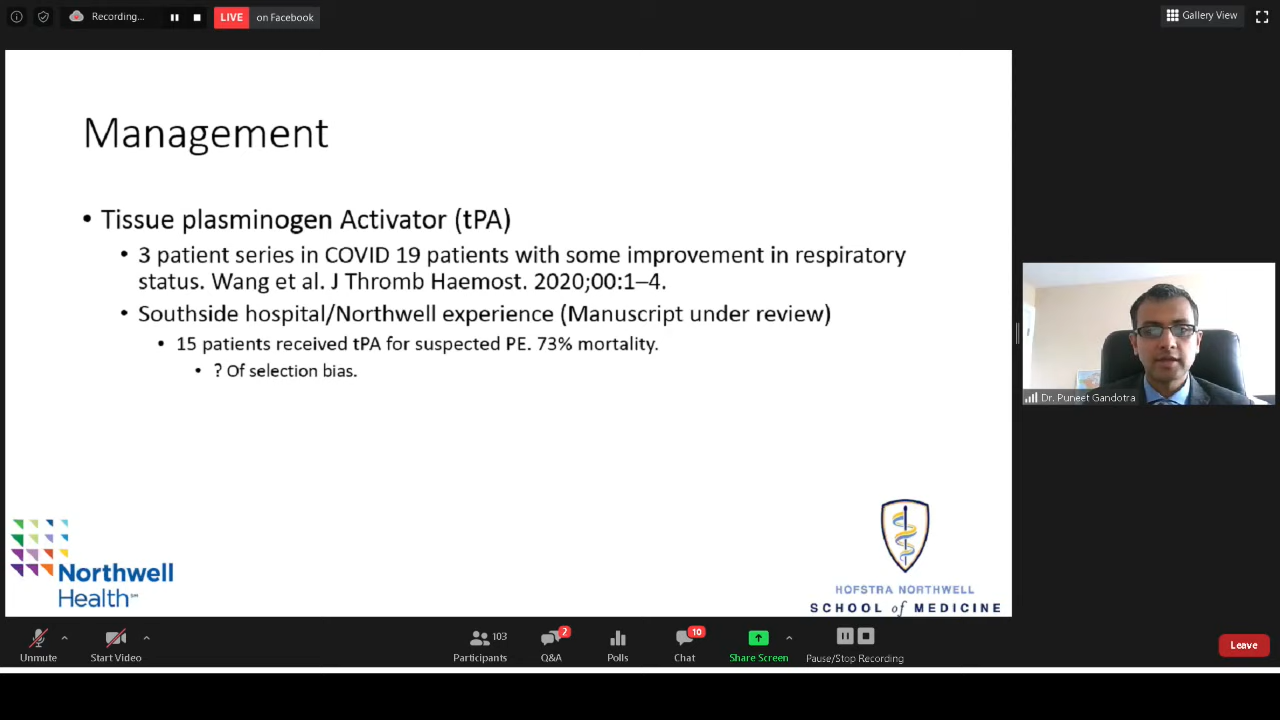 Recording...
LIVE
on Facebook
Gallery View
Management
• Tissue plasminogen Activator (tPA)
• 3 patient series in COVID 19 patients with some improvement in respiratory
status. Wang et al. J Thromb Haemost. 2020;00:1–4.
• Southside hospital/Northwell experience (Manuscript under review)
• 15 patients received tPA for suspected PE. 73% mortality.
• ? Of selection bias.
Dr. Puneet Gandotra
Northwell
Health℠
HOFSTRA NORTHWELL
SCHOOL of MEDICINE
Unmute
Start Video
103
Participants
2
Q&A
Polls
10
Chat
Share Screen
Pause/Stop Recording
Leave